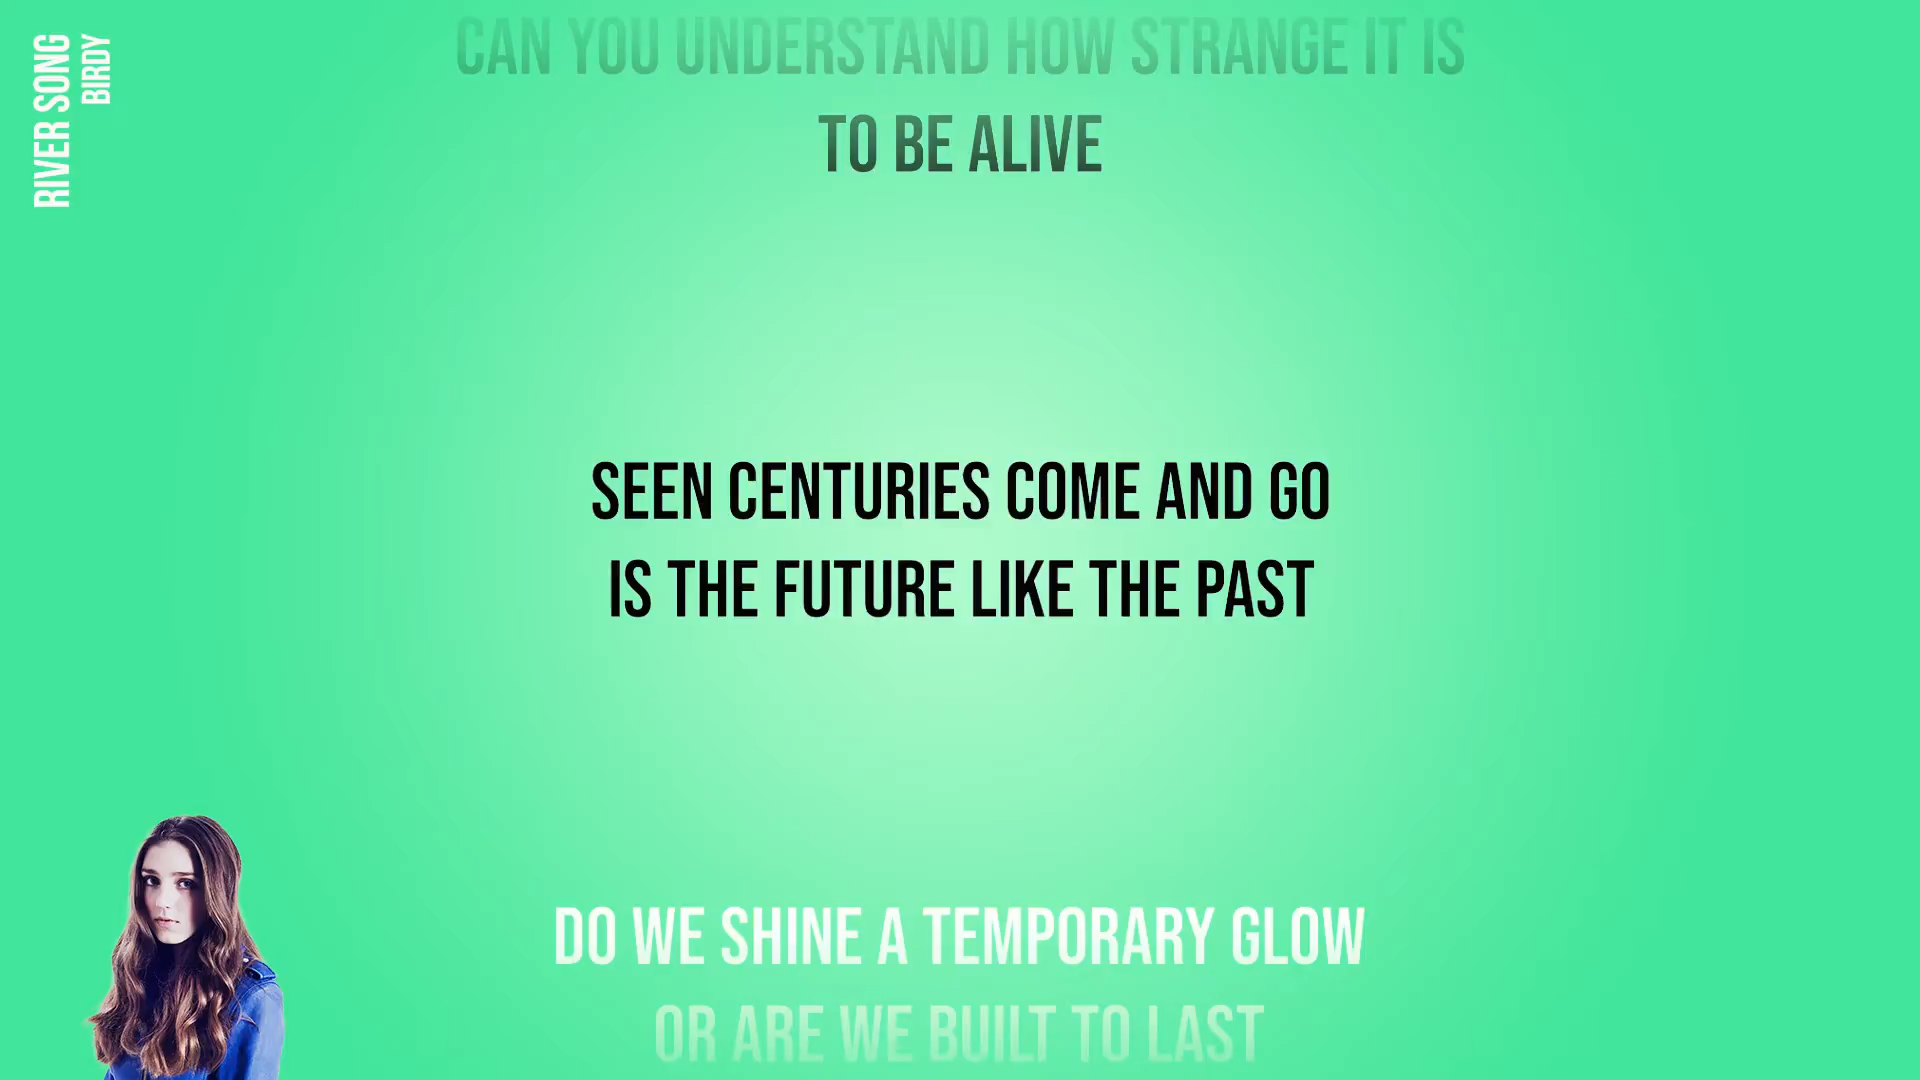 RIVER SONG
BIRDY
CAN YOU UNDERSTAND HOW STRANGE IT IS
TO BE ALIVE
SEEN CENTURIES COME AND GO
IS THE FUTURE LIKE THE PAST
DO WE SHINE A TEMPORARY GLOW
OR ARE WE BUILT TO LAST